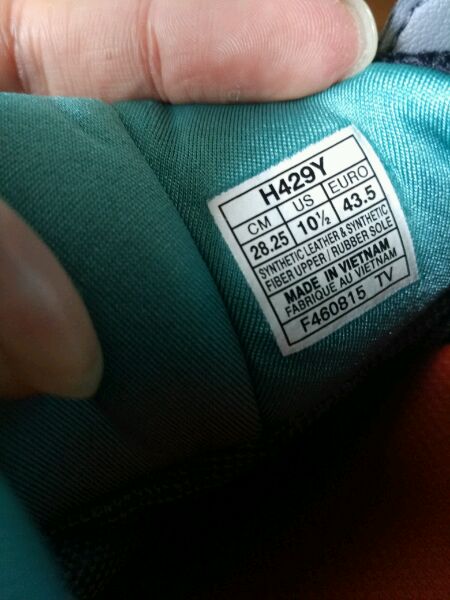 H429Y
CM US EURO
28.25 10½ 43.5
SYNTHETIC LEATHER & SYNTHETIC
FIBER UPPER / RUBBER SOLE
MADE IN VIETNAM
FABRIQUE AU VIETNAM
F460815 TV